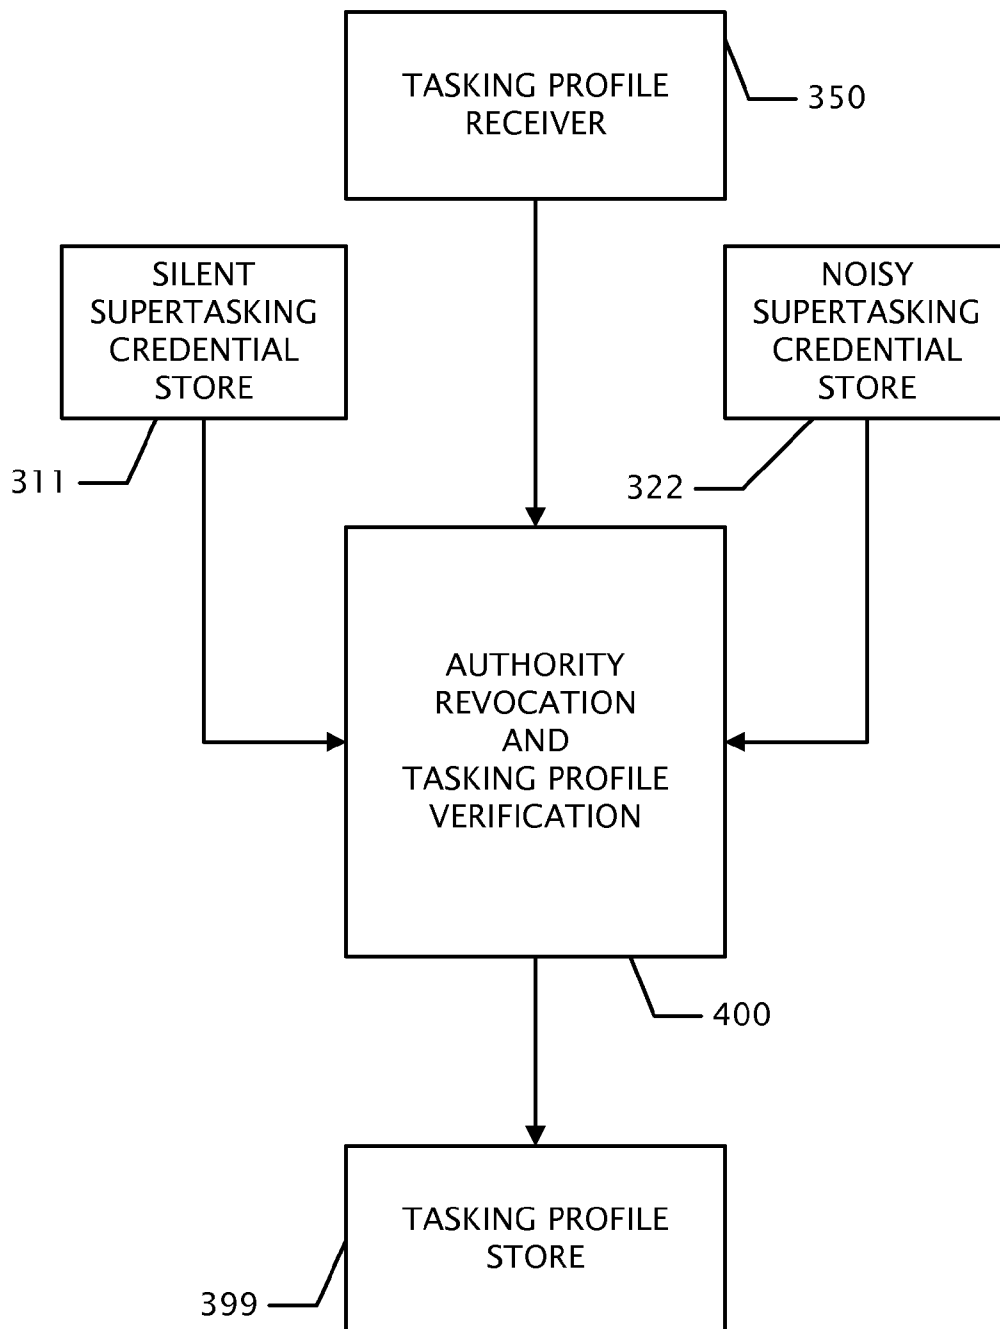 TASKING PROFILE
RECEIVER
350
SILENT
SUPERTASKING
CREDENTIAL
STORE
NOISY
SUPERTASKING
CREDENTIAL
STORE
311
322
AUTHORITY
REVOCATION
AND
TASKING PROFILE
VERIFICATION
400
TASKING PROFILE
STORE
399